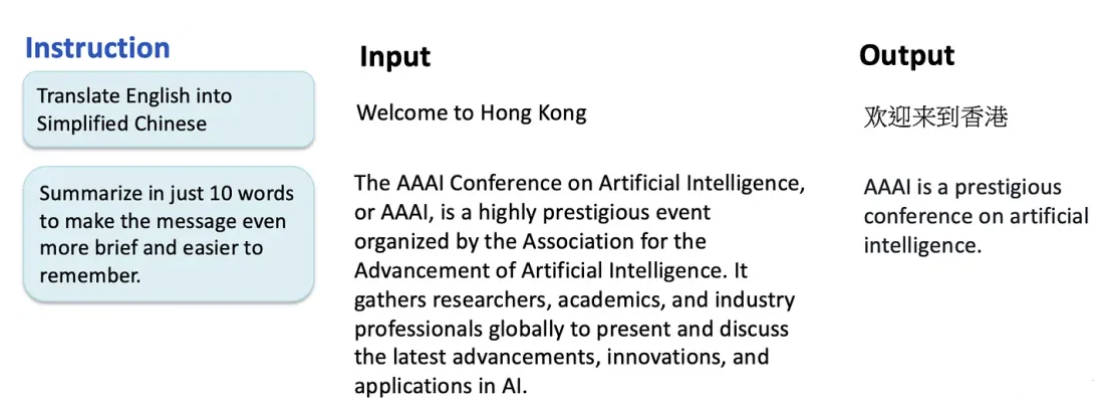 Instruction
Input
Output
Translate English into
Simplified Chinese
Welcome to Hong Kong
欢迎来到香港
Summarize in just 10 words
to make the message even
more brief and easier to
remember.
The AAAI Conference on Artificial Intelligence,
or AAAI, is a highly prestigious event
organized by the Association for the
Advancement of Artificial Intelligence. It
gathers researchers, academics, and industry
professionals globally to present and discuss
the latest advancements, innovations, and
applications in AI.
AAAI is a prestigious
conference on artificial
intelligence.